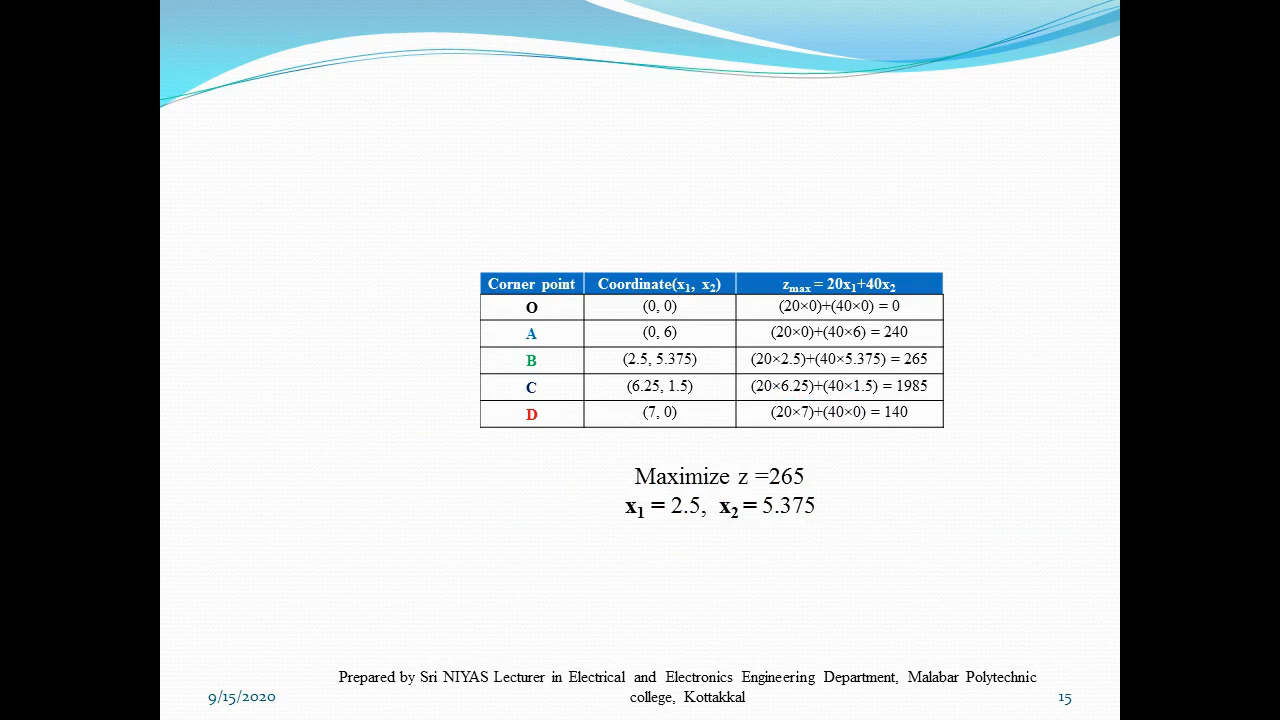 Corner point Coordinate(x₁, x₂) zₘₐₓ = 20x₁+40x₂
O (0, 0) (20×0)+(40×0) = 0
A (0, 6) (20×0)+(40×6) = 240
B (2.5, 5.375) (20×2.5)+(40×5.375) = 265
C (6.25, 1.5) (20×6.25)+(40×1.5) = 1985
D (7, 0) (20×7)+(40×0) = 140
Maximize z =265
x₁ = 2.5, x₂ = 5.375
Prepared by Sri NIYAS Lecturer in Electrical and Electronics Engineering Department, Malabar Polytechnic
9/15/2020 college, Kottakkal 15